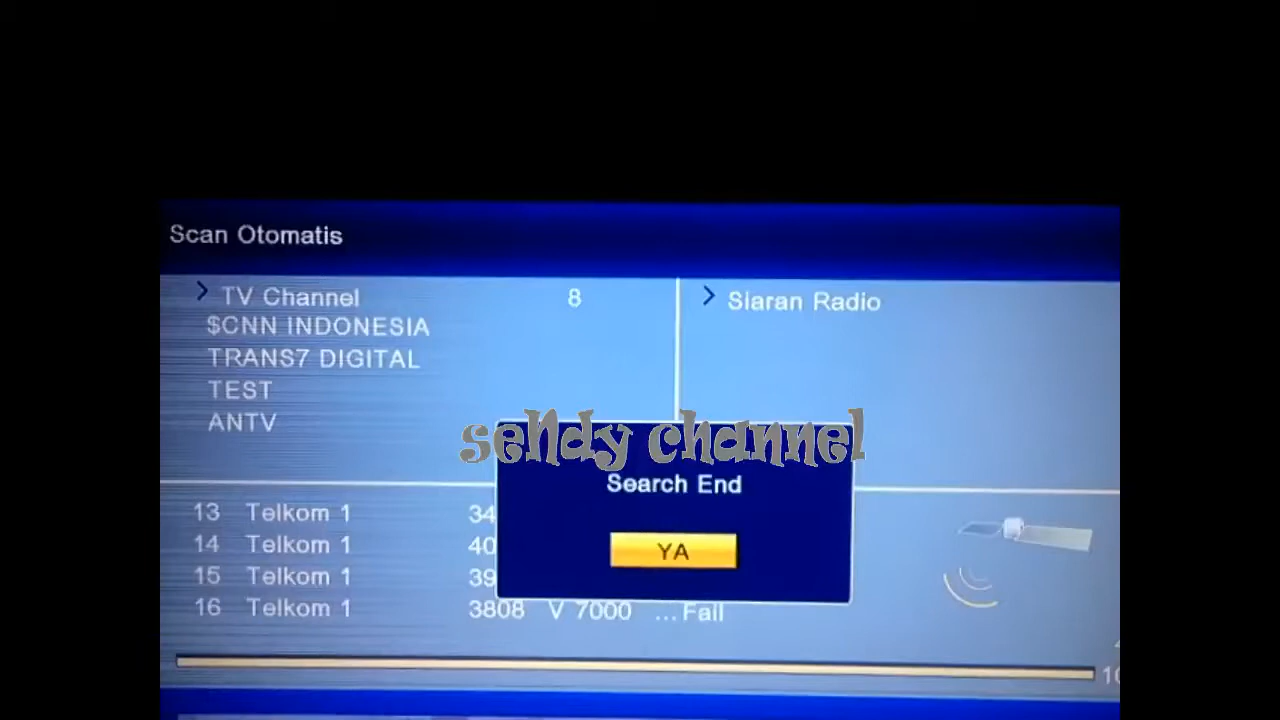 Scan Otomatis
TV Channel 8
Siaran Radio
$CNN INDONESIA
TRANS7 DIGITAL
TEST
ANTV
sendy channel
Search End
YA
13 Telkom 1 34
14 Telkom 1 40
15 Telkom 1 39
16 Telkom 1 3808 V 7000 ...Fail